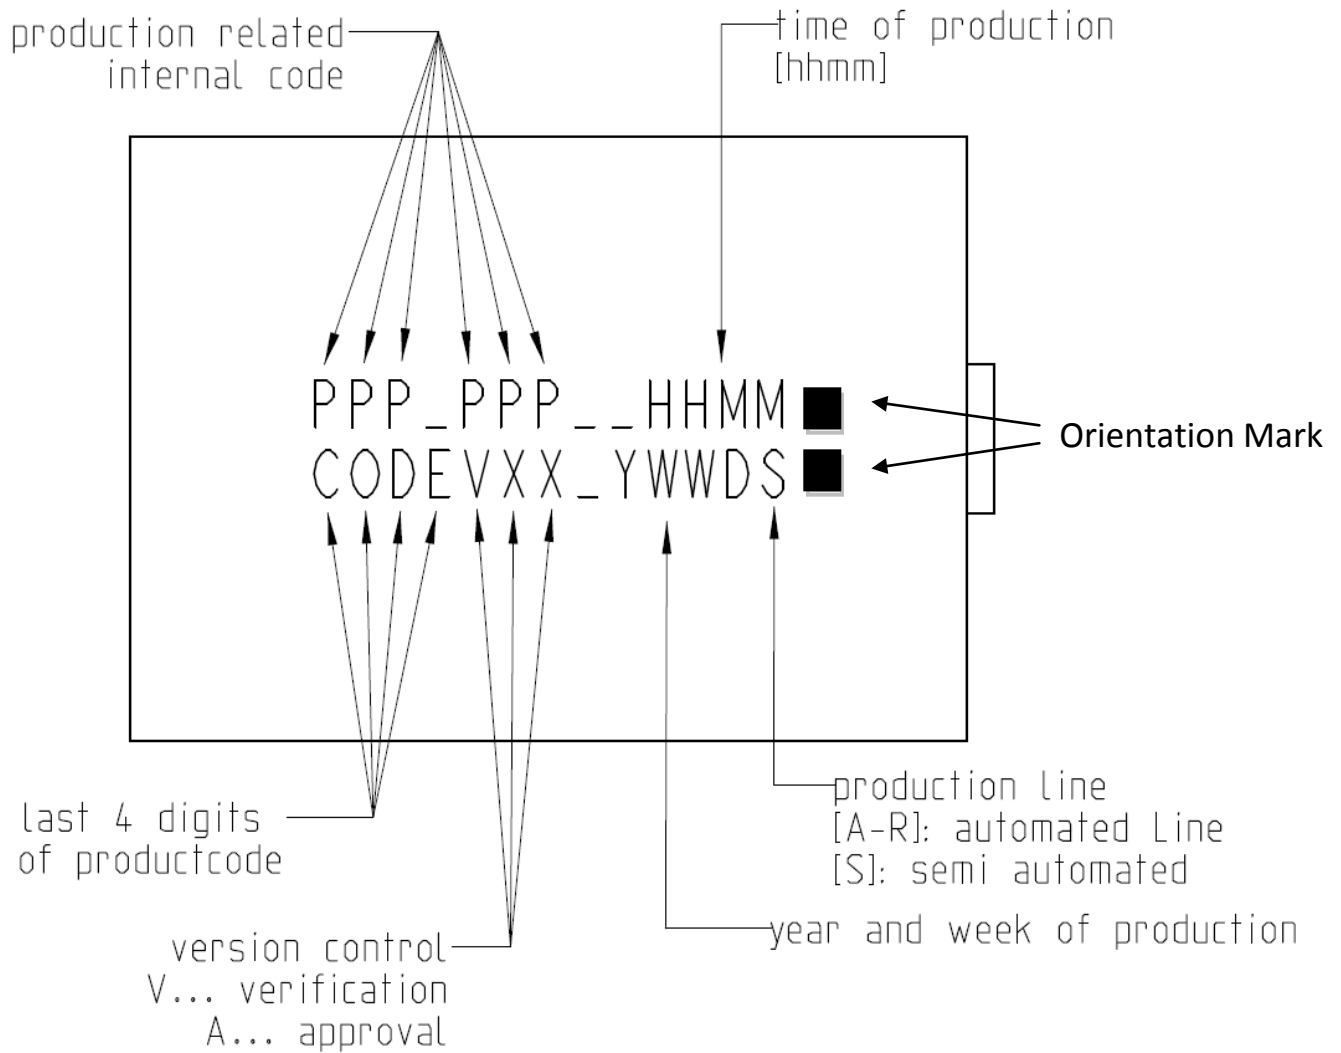 production related
internal code
time of production
[hhmm]
PPP_PPP__HHMM
CODEVXX_YWWDS
Orientation Mark
last 4 digits
of productcode
production line
[A-R]: automated Line
[S]: semi automated
year and week of production
version control
V... verification
A... approval